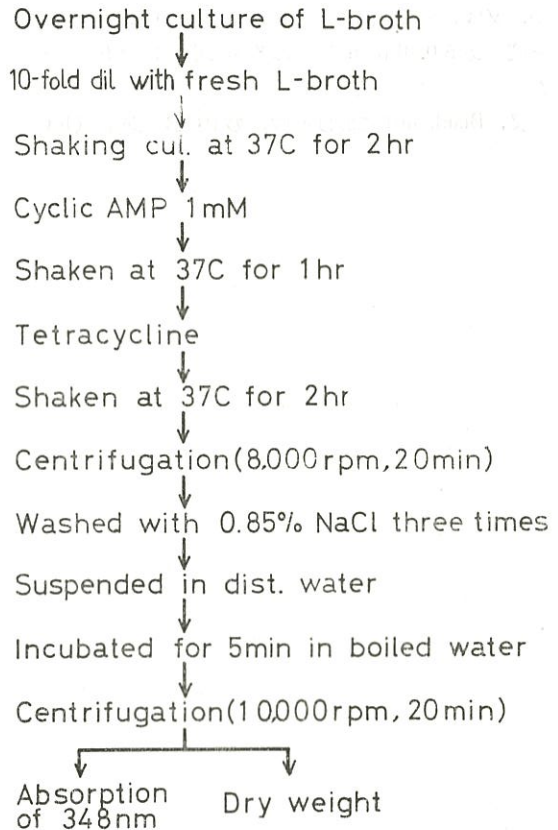 Overnight culture of L-broth
10-fold dil with fresh L-broth
Shaking cul. at 37C for 2hr
Cyclic AMP 1mM
Shaken at 37C for 1hr
Tetracycline
Shaken at 37C for 2hr
Centrifugation(8,000rpm,20min)
Washed with 0.85% NaCl three times
Suspended in dist. water
Incubated for 5min in boiled water
Centrifugation(10,000rpm,20min)
Absorption
of 348nm
Dry weight